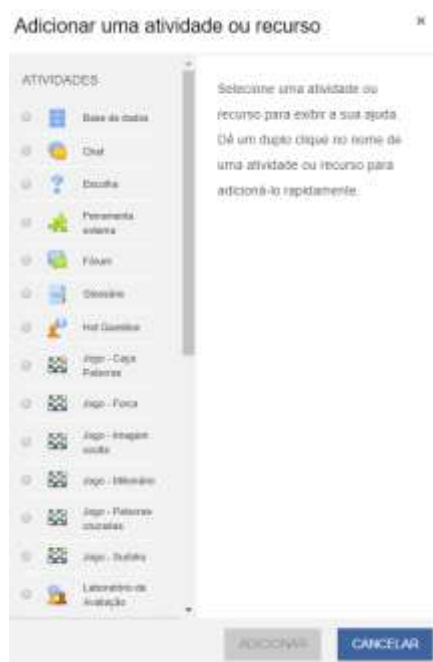 Adicionar uma atividade ou recurso
×
ATIVIDADES
Base de dados
Chat
Escolha
Ferramenta
externa
Fórum
Glossário
Hot Question
Jogo - Caça
Palavras
Jogo - Forca
Jogo - Imagem
oculta
Jogo - Milionário
Jogo - Palavras
cruzadas
Jogo - Sudoku
Laboratório de
Avaliação
Selecione uma atividade ou
recurso para exibir a sua ajuda.
Dê um duplo clique no nome de
uma atividade ou recurso para
adicioná-lo rapidamente.
ADICIONAR
CANCELAR